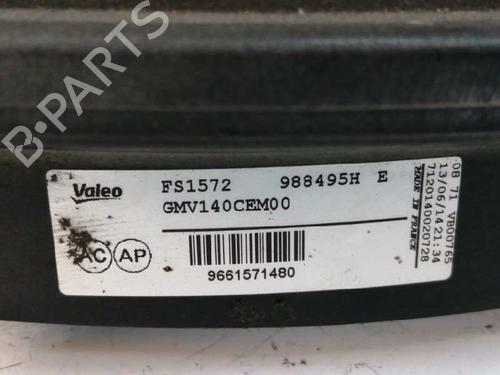 B-PARTS
Valeo
FS1572 988495H E
GMV140CEM00
AC AP
9661571480
08 71 VB00765
13/06/14 21:34
7120140020728
MADE IN FRANCE